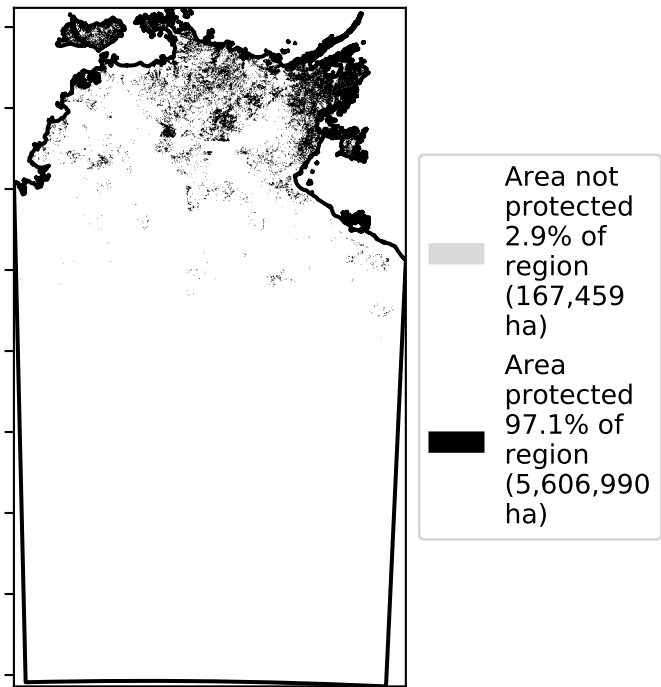 Area not
protected
2.9% of
region
(167,459
ha)
Area
protected
97.1% of
region
(5,606,990
ha)